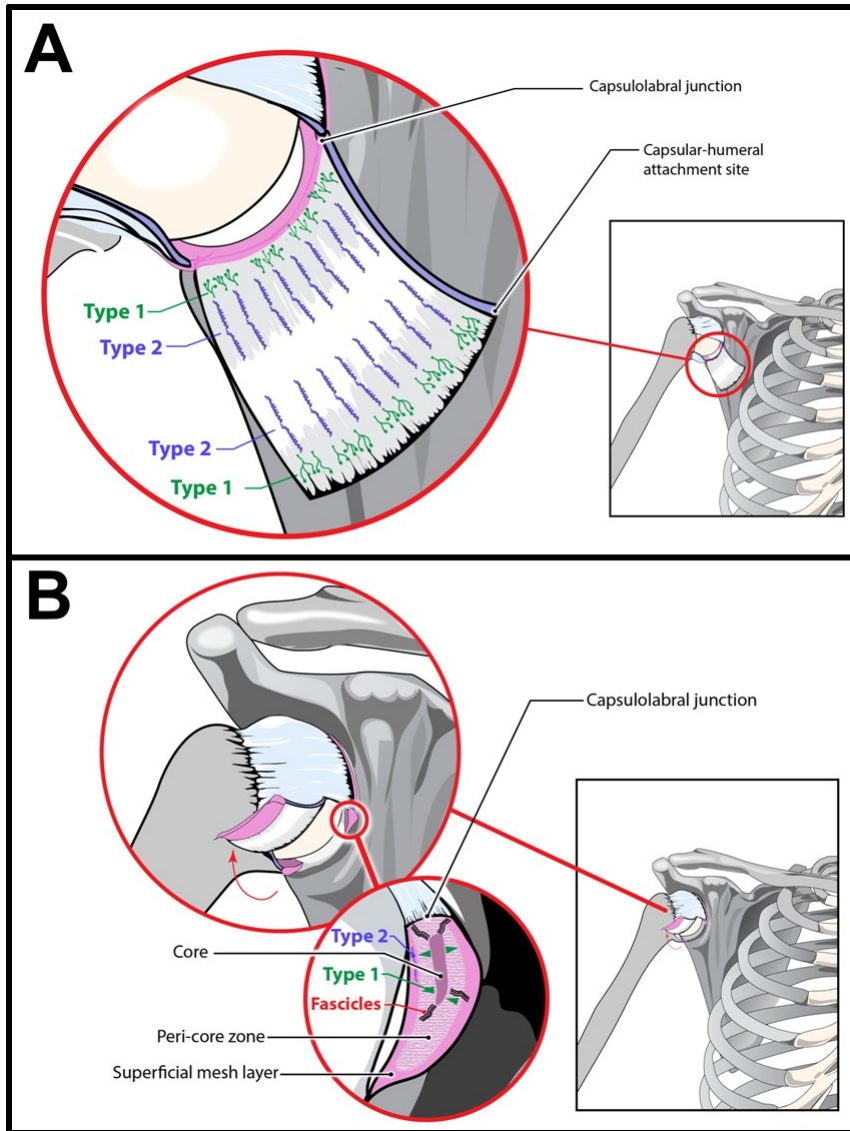 A
Capsulolabral junction
Capsular-humeral
attachment site
Type 1
Type 2
Type 2
Type 1
B
Capsulolabral junction
Type 2
Core
Type 1
Fascicles
Peri-core zone
Superficial mesh layer